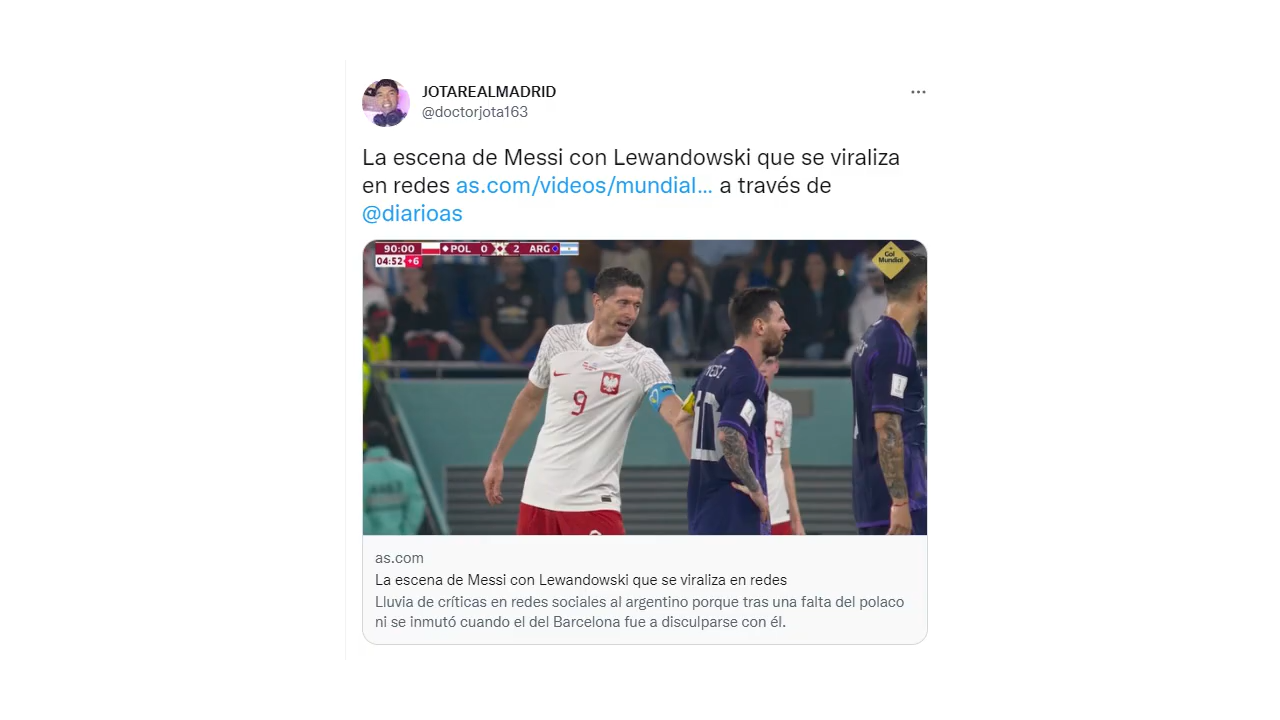 JOTAREALMADRID
@doctorjota163
La escena de Messi con Lewandowski que se viraliza
en redes as.com/videos/mundial... a través de
@diarioas
90:00 POL 0 2 ARG
04:52 +6
Gol
Mundial
9
MESSI
10
as.com
La escena de Messi con Lewandowski que se viraliza en redes
Lluvia de críticas en redes sociales al argentino porque tras una falta del polaco
ni se inmutó cuando el del Barcelona fue a disculparse con él.